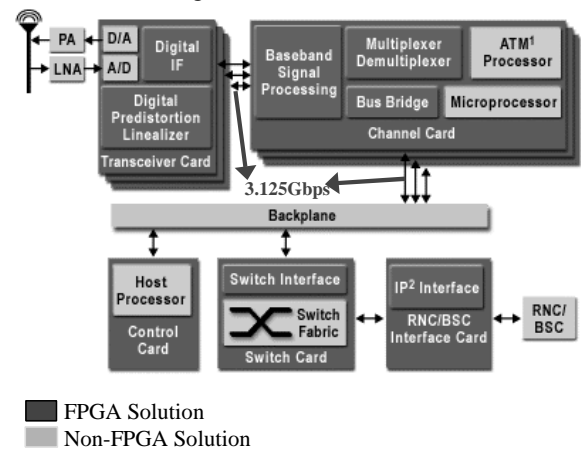 PA
D/A
LNA
A/D
Digital
IF
Digital
Predistortion
Linealizer
Transceiver Card
Baseband
Signal
Processing
Multiplexer
Demultiplexer
ATM1
Processor
Bus Bridge
Microprocessor
Channel Card
3.125Gbps
Backplane
Host
Processor
Control
Card
Switch Interface
Switch
Fabric
Switch Card
IP2 Interface
RNC/BSC
Interface Card
RNC/
BSC
FPGA Solution
Non-FPGA Solution